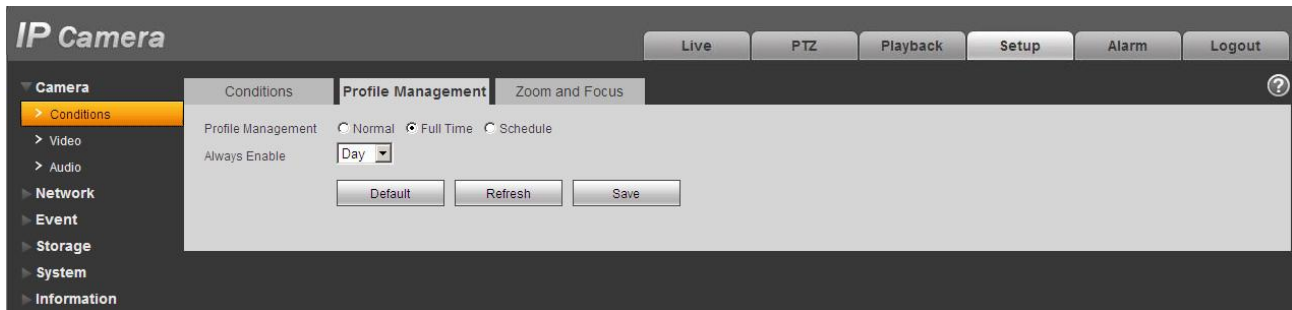 IP Camera
Live PTZ Playback Setup Alarm Logout
Camera
Conditions
Video
Audio
Network
Event
Storage
System
Information
Conditions Profile Management Zoom and Focus ?
Profile Management Normal Full Time Schedule
Always Enable Day
Default Refresh Save